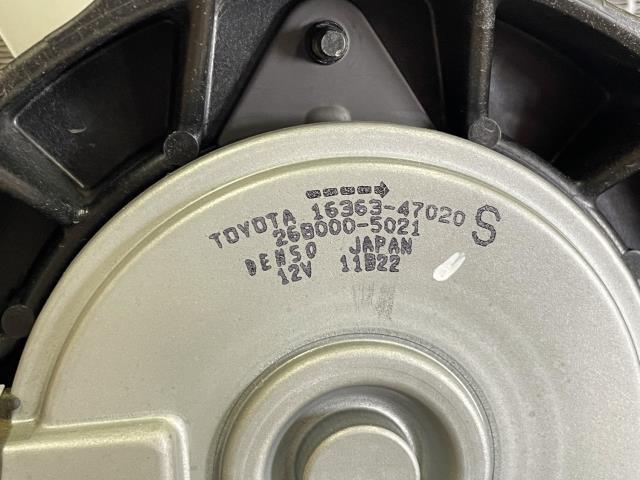 TOYOTA 16363-47020 S
268000-5021
DENSO JAPAN
12V 11B22